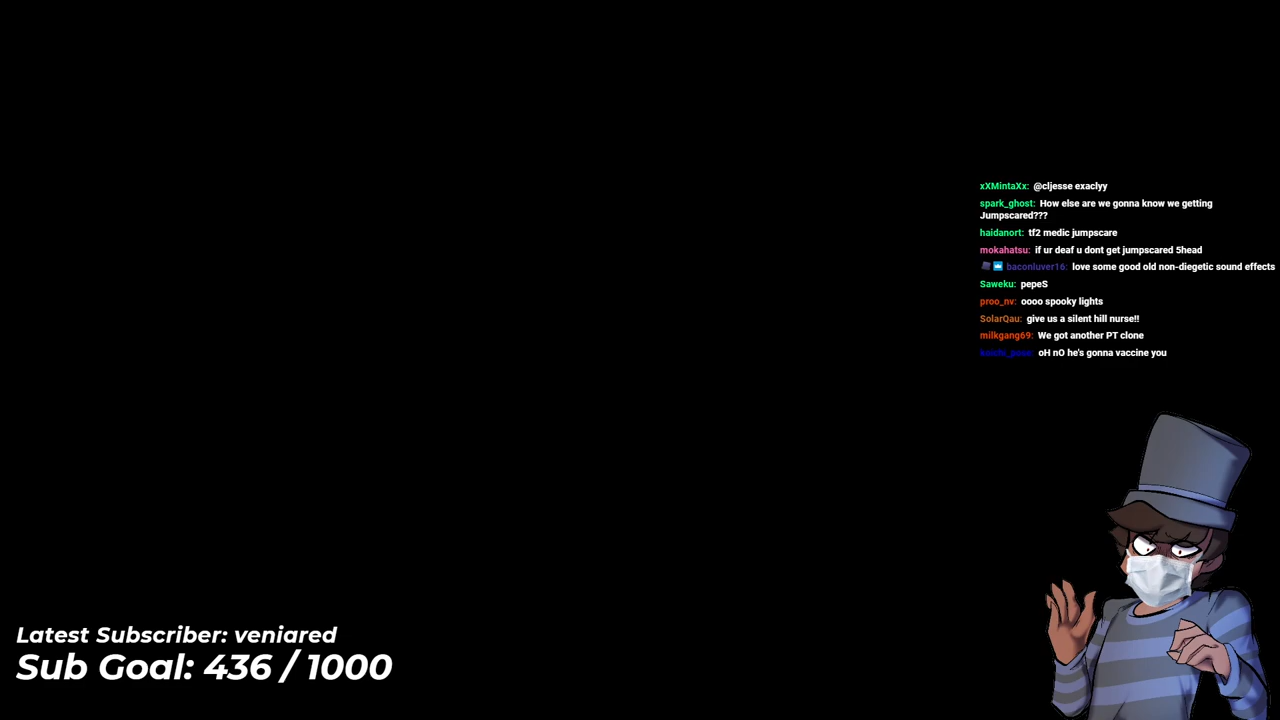 xXMintaXx: @cljesse exaclyy
spark_ghost: How else are we gonna know we getting
Jumpscared???
haidanort: tf2 medic jumpscare
mokahatsu: if ur deaf u dont get jumpscared 5head
baconluver16: love some good old non-diegetic sound effects
Saweku: pepeS
proo_nv: oooo spooky lights
SolarQau: give us a silent hill nurse!!
milkgang69: We got another PT clone
koichi_pose: oH nO he's gonna vaccine you
Latest Subscriber: veniared
Sub Goal: 436 / 1000